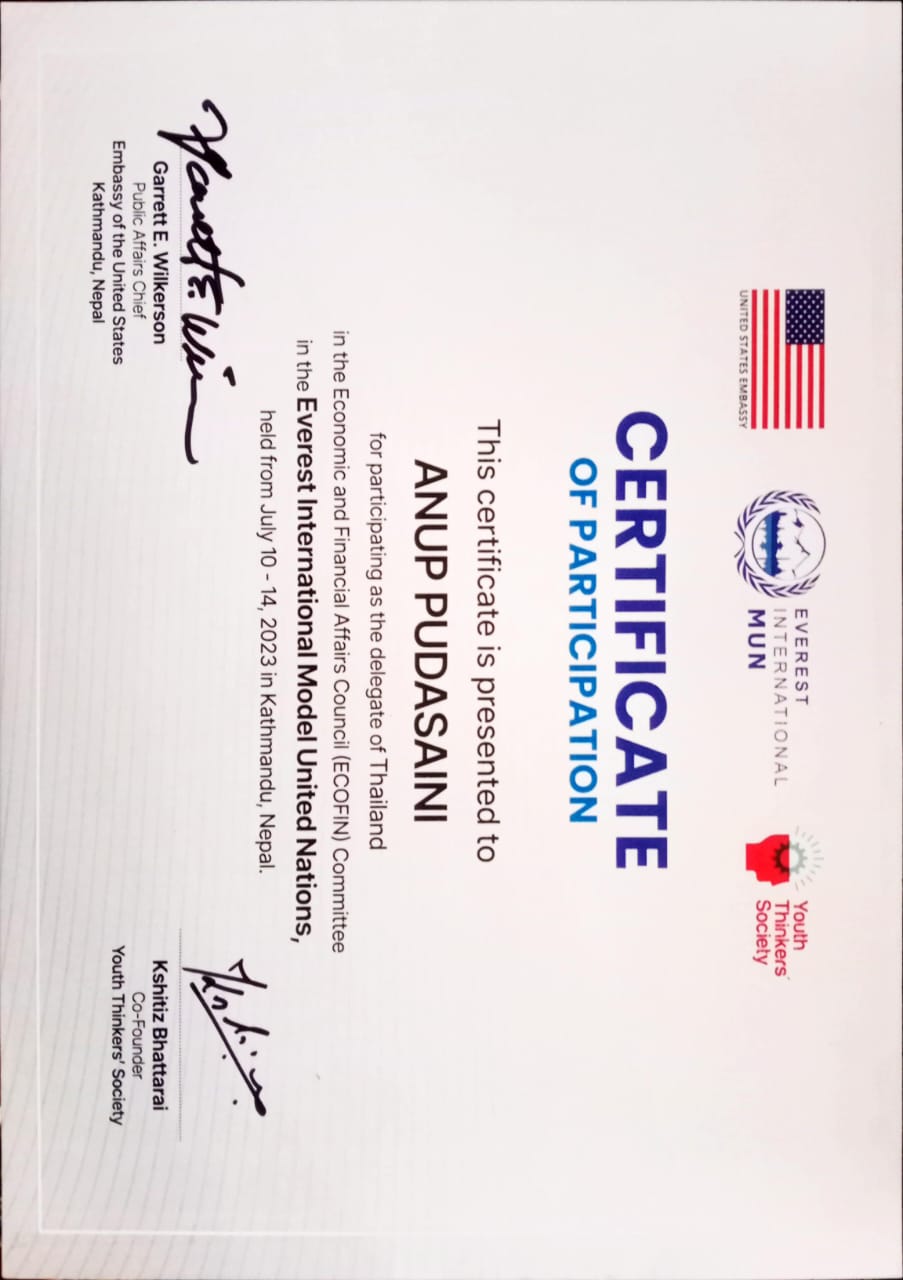 UNITED STATES EMBASSY
EVEREST
INTERNATIONAL
MUN
Youth
Thinkers'
Society
CERTIFICATE
OF PARTICIPATION
This certificate is presented to
ANUP PUDASAINI
for participating as the delegate of Thailand
in the Economic and Financial Affairs Council (ECOFIN) Committee
in the Everest International Model United Nations,
held from July 10 - 14, 2023 in Kathmandu, Nepal.
Garrett E. Wilkerson
Public Affairs Chief
Embassy of the United States
Kathmandu, Nepal
Kshitiz Bhattarai
Co-Founder
Youth Thinkers' Society